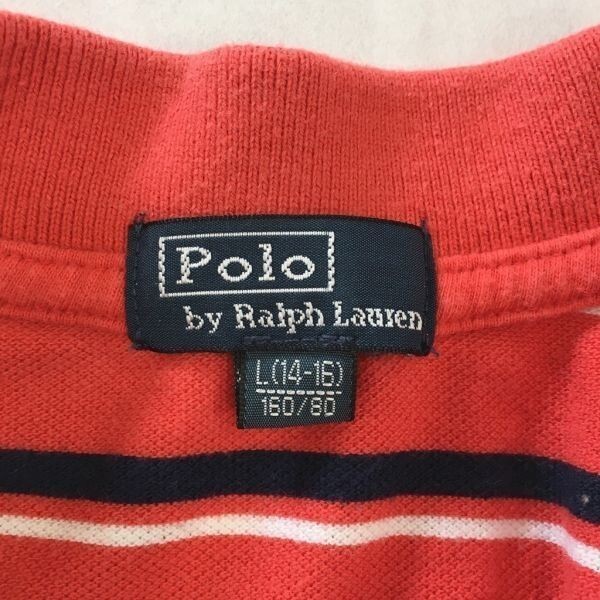 Polo
by Ralph Lauren
L(14-16)
160/80